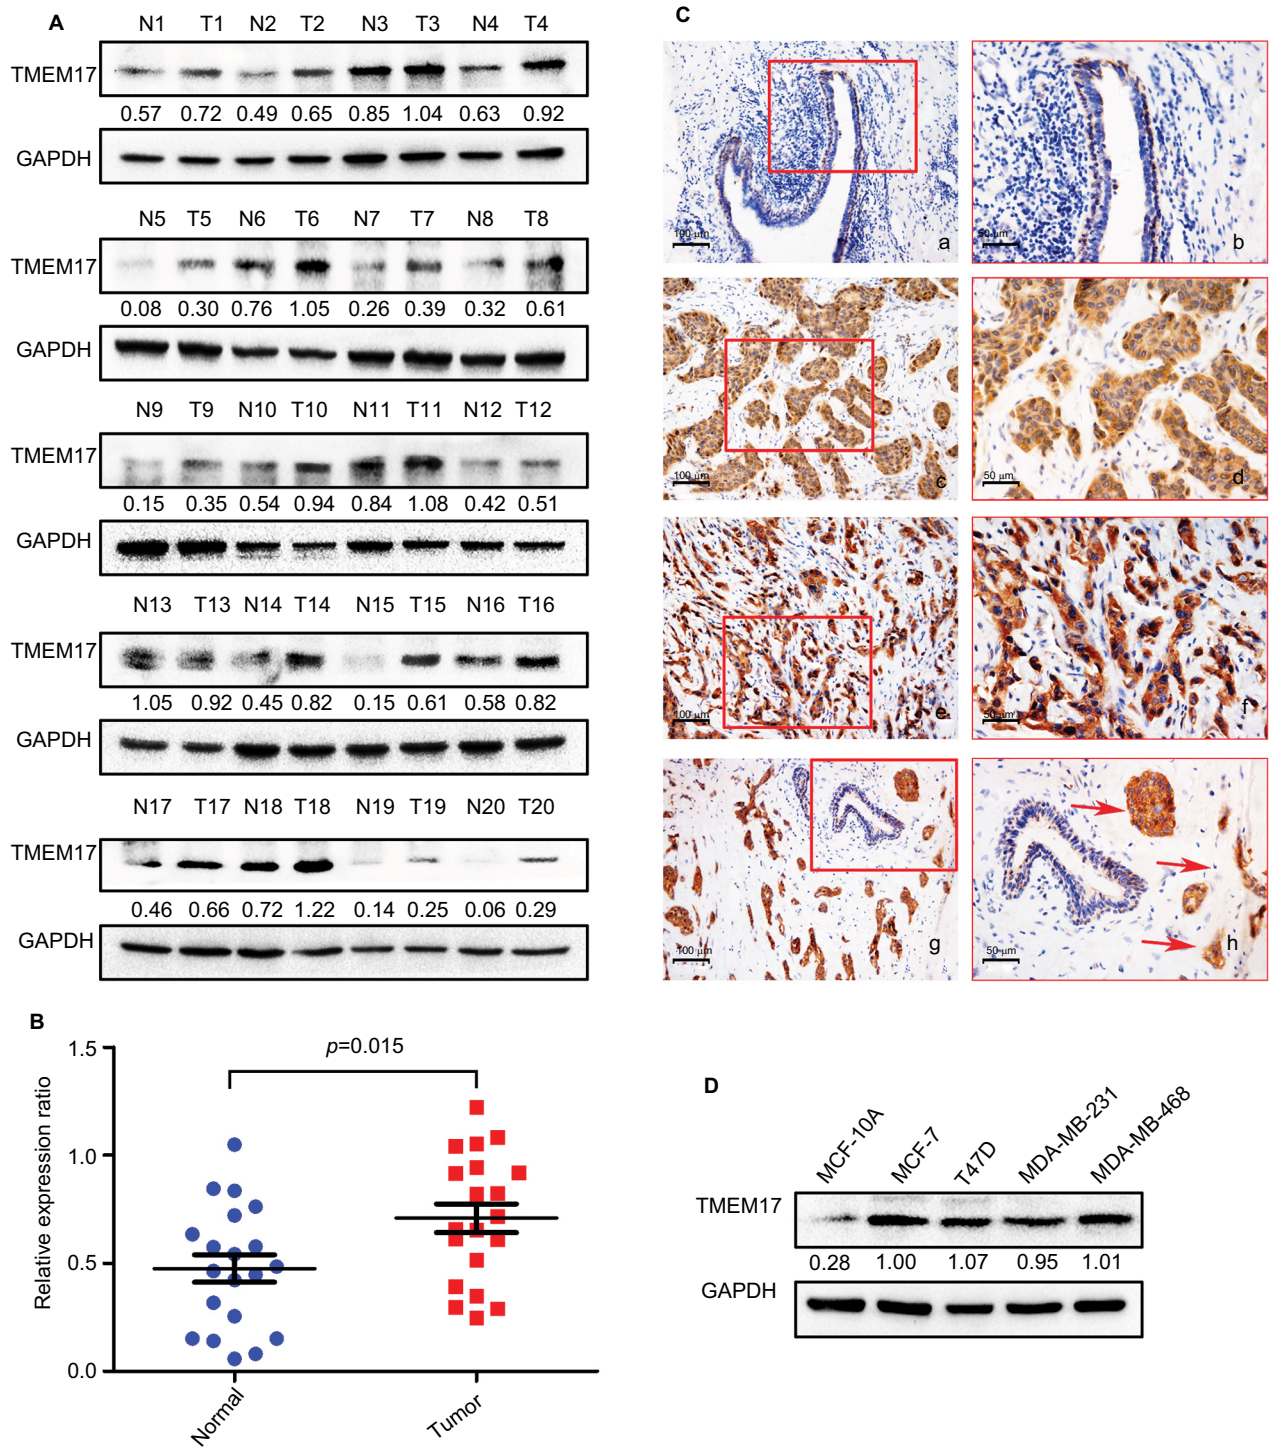 A
N1 T1 N2 T2 N3 T3 N4 T4
TMEM17
0.57 0.72 0.49 0.65 0.85 1.04 0.63 0.92
GAPDH
N5 T5 N6 T6 N7 T7 N8 T8
TMEM17
0.08 0.30 0.76 1.05 0.26 0.39 0.32 0.61
GAPDH
N9 T9 N10 T10 N11 T11 N12 T12
TMEM17
0.15 0.35 0.54 0.94 0.84 1.08 0.42 0.51
GAPDH
N13 T13 N14 T14 N15 T15 N16 T16
TMEM17
1.05 0.92 0.45 0.82 0.15 0.61 0.58 0.82
GAPDH
N17 T17 N18 T18 N19 T19 N20 T20
TMEM17
0.46 0.66 0.72 1.22 0.14 0.25 0.06 0.29
GAPDH
B
p=0.015
Relative expression ratio
1.5
1.0
0.5
0.0
Normal
Tumor
C
100 μm a
50 μm b
100 μm c
50 μm d
100 μm e
50 μm f
100 μm g
50 μm h
D
MCF-10A MCF-7 T47D MDA-MB-231 MDA-MB-468
TMEM17
0.28 1.00 1.07 0.95 1.01
GAPDH